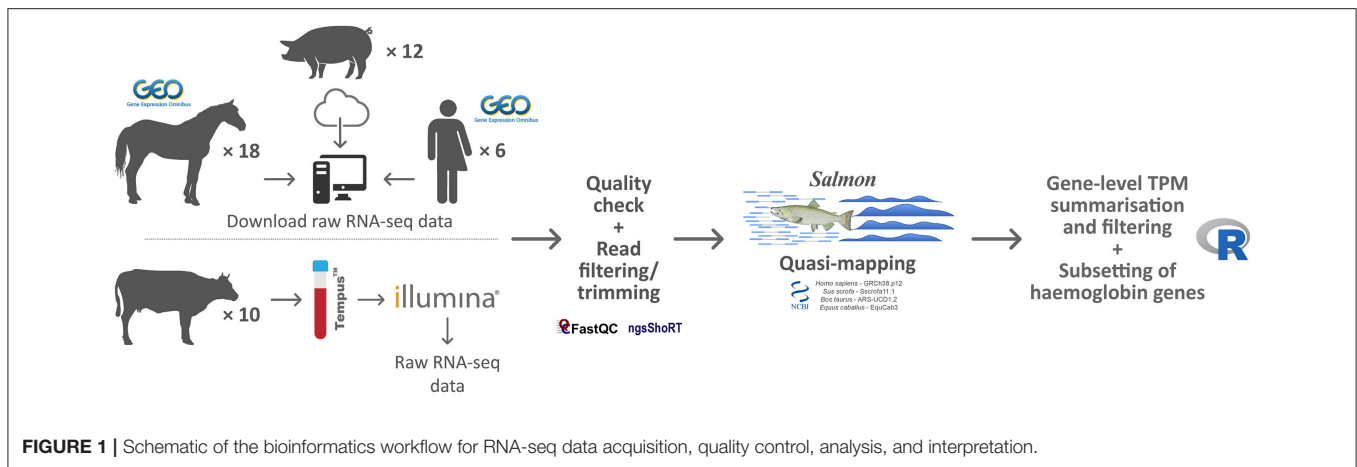 × 12
GEO
Gene Expression Omnibus
× 18
GEO
Gene Expression Omnibus
× 6
Download raw RNA-seq data
× 10
Tempus™
illumina®
Raw RNA-seq
data
Quality
check
+
Read
filtering/
trimming
FastQC ngsShoRT
Salmon
Quasi-mapping
NCBI
Homo sapiens - GRCh38.p12
Sus scrofa - Sscrofa11.1
Bos taurus - ARS-UCD1.2
Equus caballus - EquCab3
Gene-level TPM
summarisation
and filtering
+
Subsetting of
haemoglobin genes
R
FIGURE 1 | Schematic of the bioinformatics workflow for RNA-seq data acquisition, quality control, analysis, and interpretation.